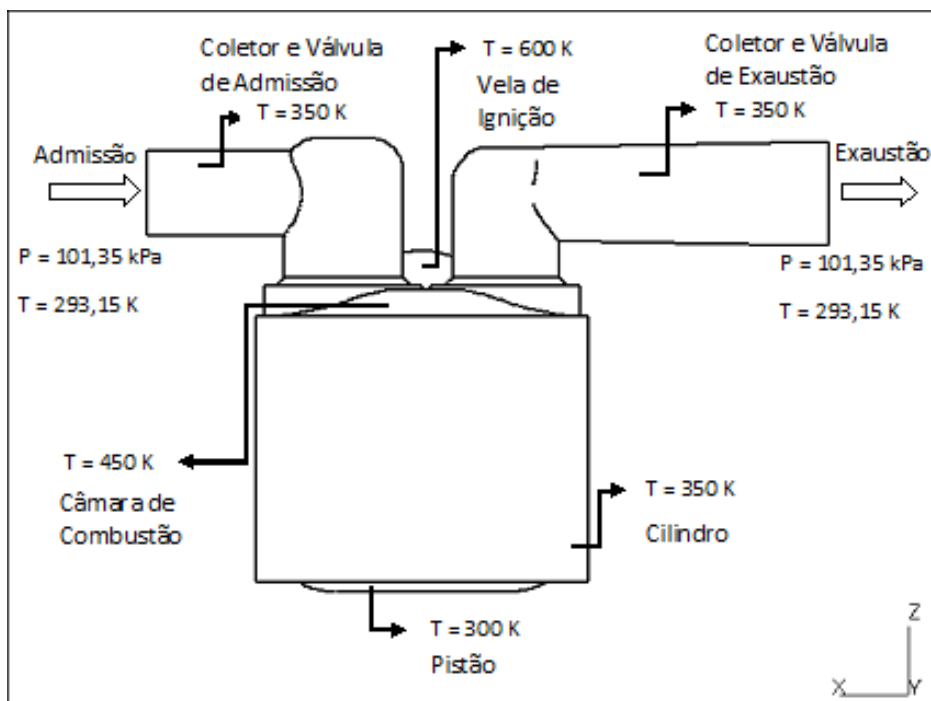 Coletor e Válvula
de Admissão
T = 350 K
T = 600 K
Vela de
Ignição
Coletor e Válvula
de Exaustão
T = 350 K
Admissão
Exaustão
P = 101,35 kPa
T = 293,15 K
P = 101,35 kPa
T = 293,15 K
T = 450 K
Câmara de
Combustão
T = 350 K
Cilindro
T = 300 K
Pistão
Z
X
Y